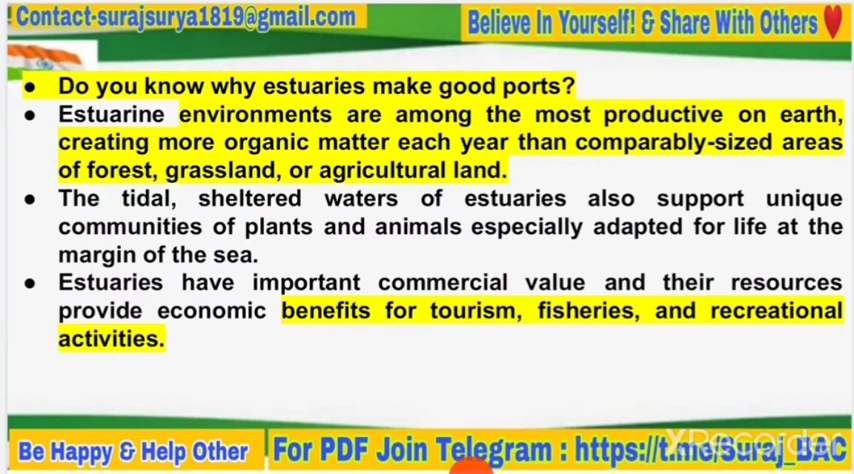 Contact-surajsurya1819@gmail.com
Believe In Yourself! & Share With Others
● Do you know why estuaries make good ports?
● Estuarine environments are among the most productive on earth,
creating more organic matter each year than comparably-sized areas
of forest, grassland, or agricultural land.
● The tidal, sheltered waters of estuaries also support unique
communities of plants and animals especially adapted for life at the
margin of the sea.
● Estuaries have important commercial value and their resources
provide economic benefits for tourism, fisheries, and recreational
activities.
Be Happy & Help Other
For PDF Join Telegram : https://t.me/Suraj_BAC
XRecorder